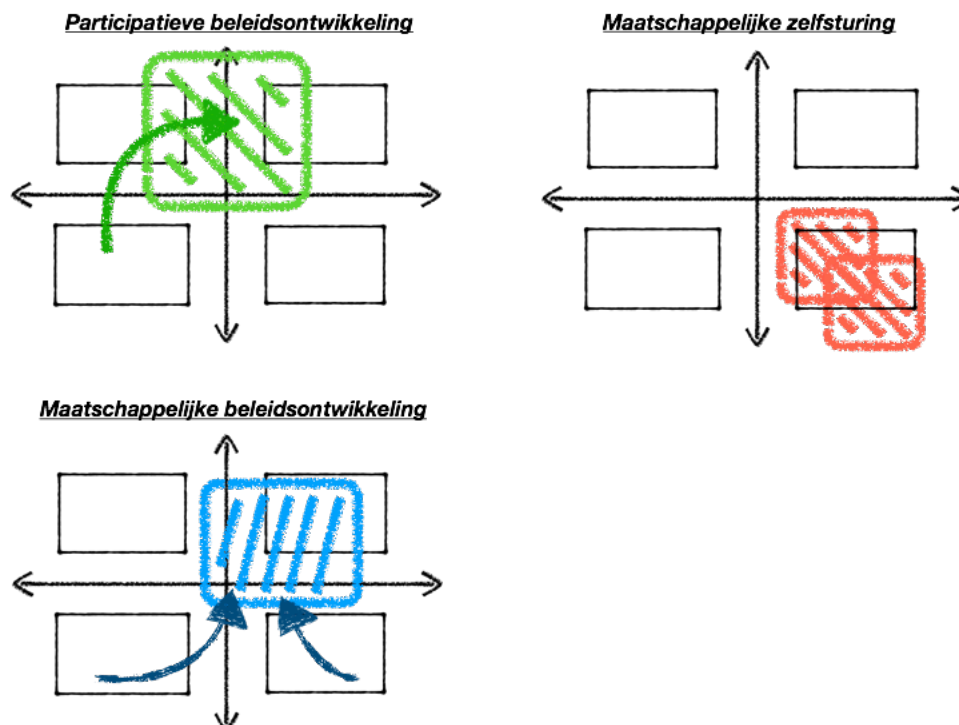 Participatieve beleidsontwikkeling
Maatschappelijke zelfsturing
Maatschappelijke beleidsontwikkeling